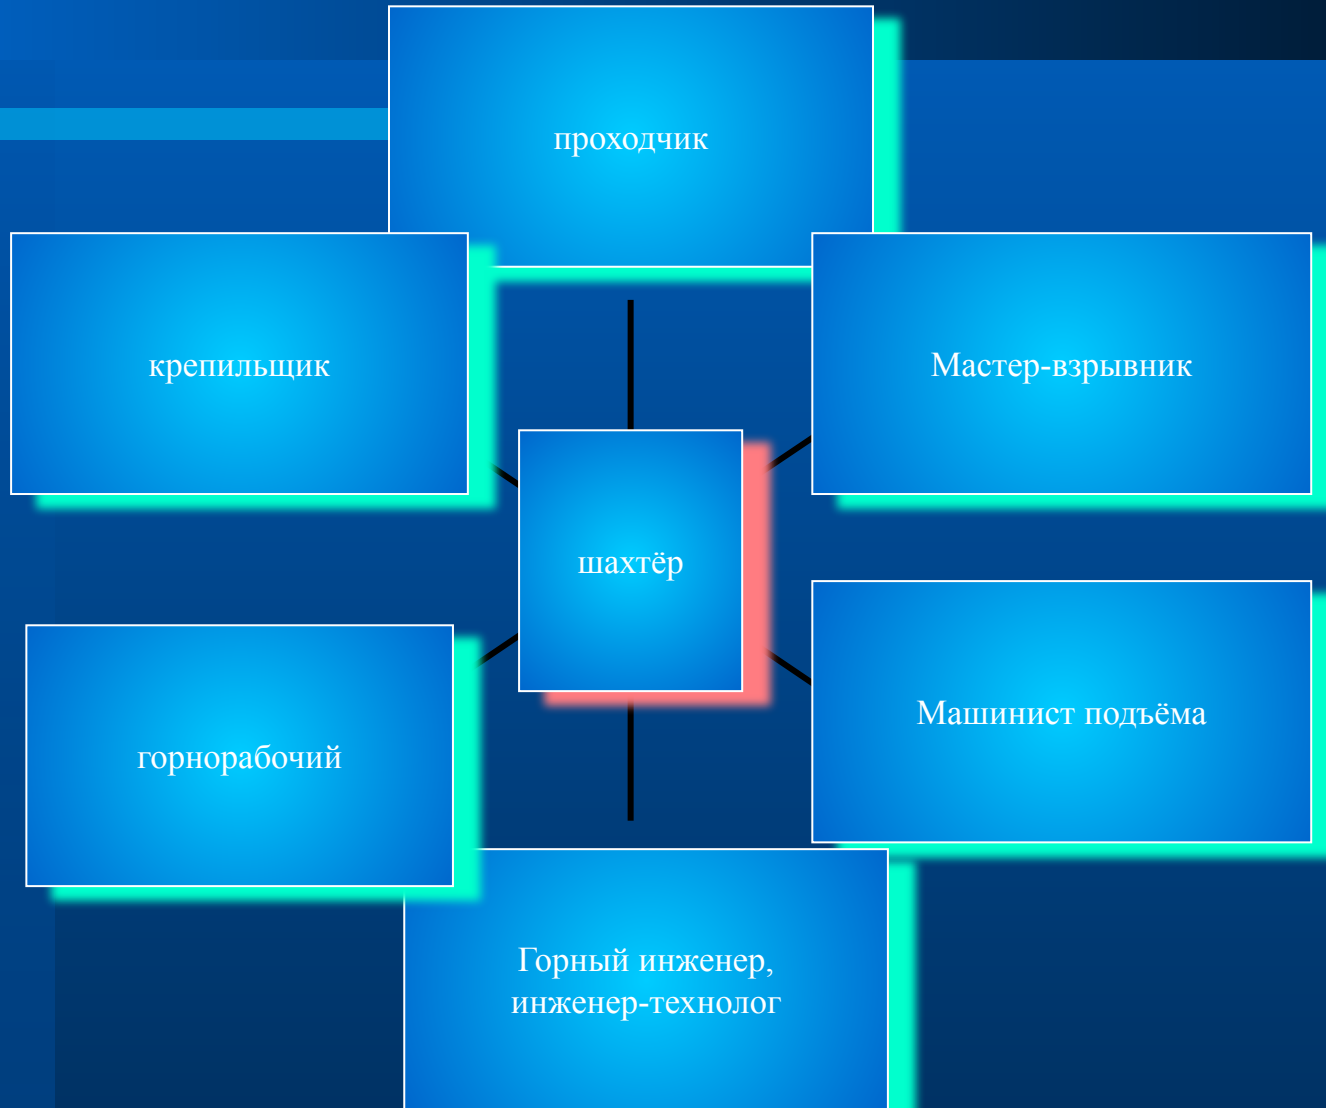 проходчик
крепильщик
Мастер-взрывник
шахтёр
Машинист подъёма
горнорабочий
Горный инженер,
инженер-технолог